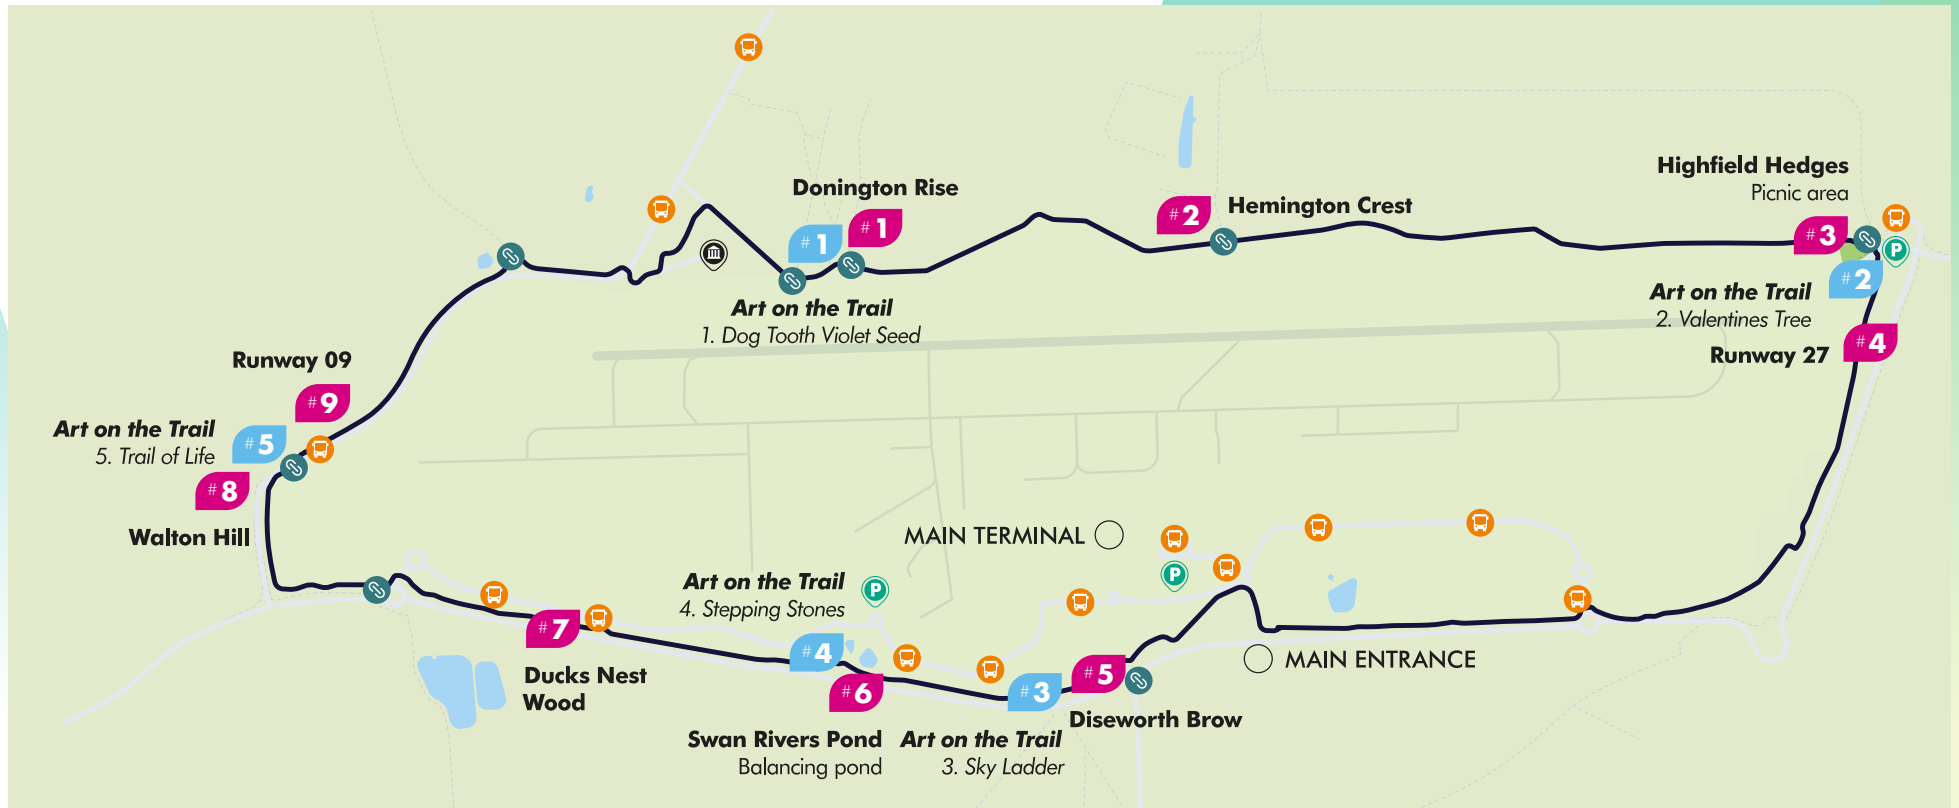 Donington Rise
#1
#1
Art on the Trail
1. Dog Tooth Violet Seed
#2
Hemington Crest
Highfield Hedges
Picnic area
#3
P
#2
Art on the Trail
2. Valentines Tree
#4
Runway 27
Runway 09
#9
Art on the Trail
5. Trail of Life
#5
#8
Walton Hill
MAIN TERMINAL
P
Art on the Trail
4. Stepping Stones
P
#7
Ducks Nest
Wood
#4
#6
Swan Rivers Pond
Balancing pond
#3
Art on the Trail
3. Sky Ladder
#5
Diseworth Brow
MAIN ENTRANCE